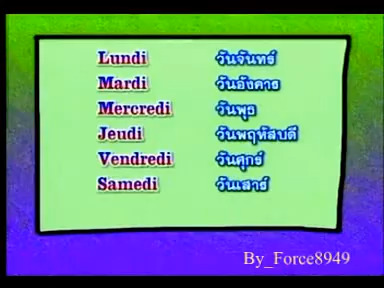 Lundi วันจันทร์
Mardi วันอังคาร
Mercredi วันพุธ
Jeudi วันพฤหัสบดี
Vendredi วันศุกร์
Samedi วันเสาร์
By_Force8949